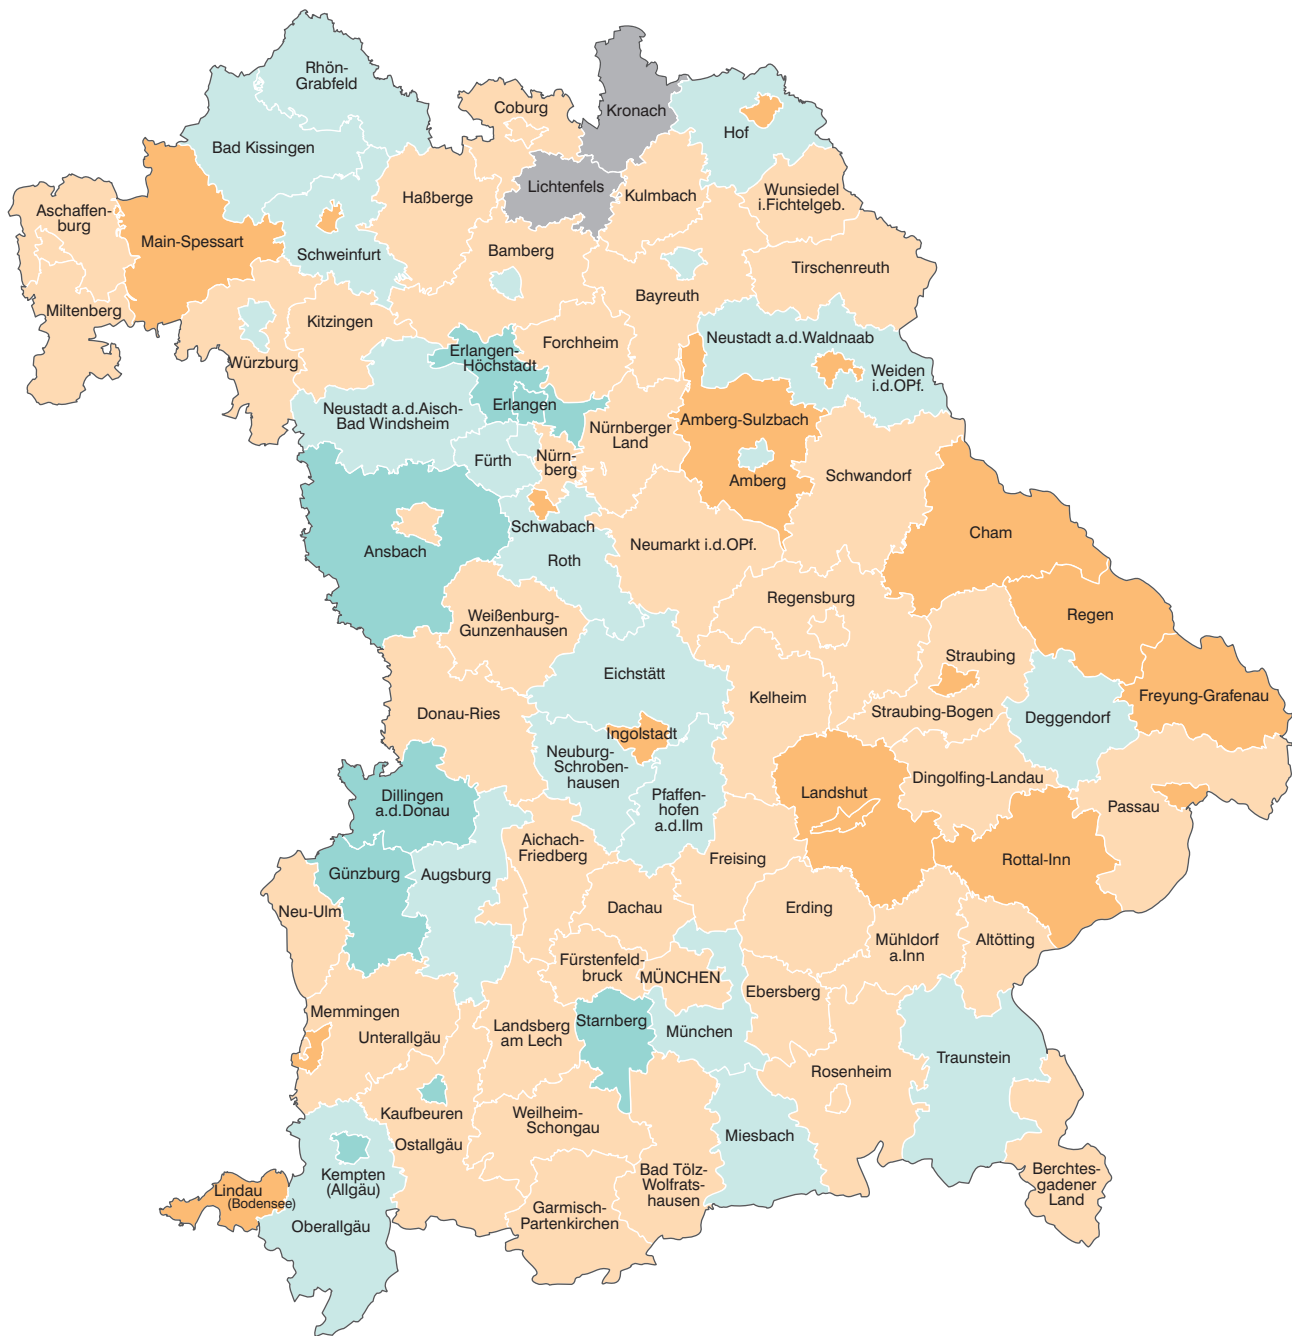 Rhön-
Grabfeld
Coburg
Kronach
Hof
Bad Kissingen
Lichtenfels
Kulmbach
Wunsiedel
i.Fichtelgeb.
Haßberge
Aschaffen-
burg
Main-Spessart
Schweinfurt
Bamberg
Tirschenreuth
Bayreuth
Miltenberg
Kitzingen
Würzburg
Erlangen-
Höchstadt
Forchheim
Neustadt a.d.Waldnaab
Weiden
i.d.OPf.
Neustadt a.d.Aisch-
Bad Windsheim
Erlangen
Nürnberger
Land
Amberg-Sulzbach
Fürth
Nürn-
berg
Amberg
Schwandorf
Ansbach
Schwabach
Roth
Neumarkt i.d.OPf.
Cham
Weißenburg-
Gunzenhausen
Regensburg
Regen
Eichstätt
Straubing
Kelheim
Freyung-Grafenau
Donau-Ries
Straubing-Bogen
Deggendorf
Ingolstadt
Neuburg-
Schroben-
hausen
Dingolfing-Landau
Dillingen
a.d.Donau
Pfaffen-
hofen
a.d.Ilm
Landshut
Passau
Aichach-
Friedberg
Freising
Rottal-Inn
Günzburg
Augsburg
Neu-Ulm
Dachau
Erding
Mühldorf
a.Inn
Altötting
Fürstenfeld-
bruck
MÜNCHEN
Ebersberg
Memmingen
Unterallgäu
Landsberg
am Lech
Starnberg
München
Traunstein
Rosenheim
Kaufbeuren
Ostallgäu
Weilheim-
Schongau
Miesbach
Kempten
(Allgäu)
Bad Tölz-
Wolfrats-
hausen
Berchtes-
gadener
Land
Lindau
(Bodensee)
Oberallgäu
Garmisch-
Partenkirchen